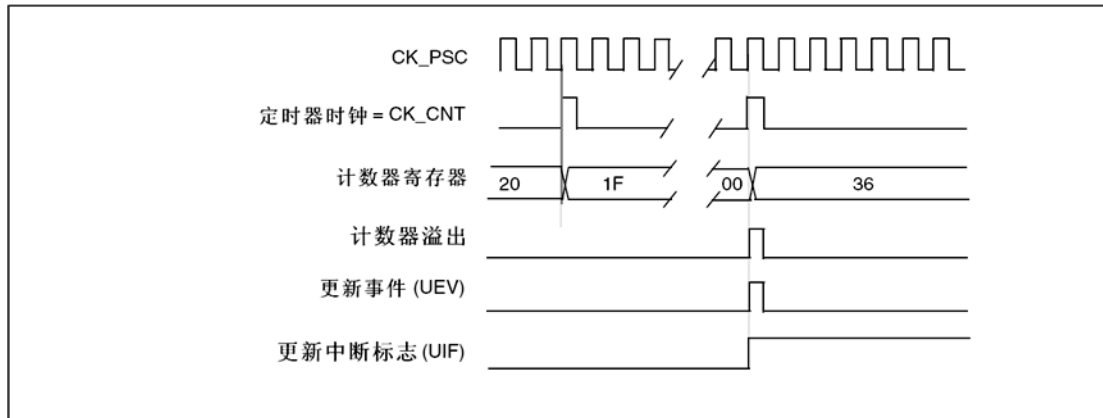 CK_PSC
定时器时钟 = CK_CNT
计数器寄存器 20 1F 00 36
计数器溢出
更新事件 (UEV)
更新中断标志 (UIF)